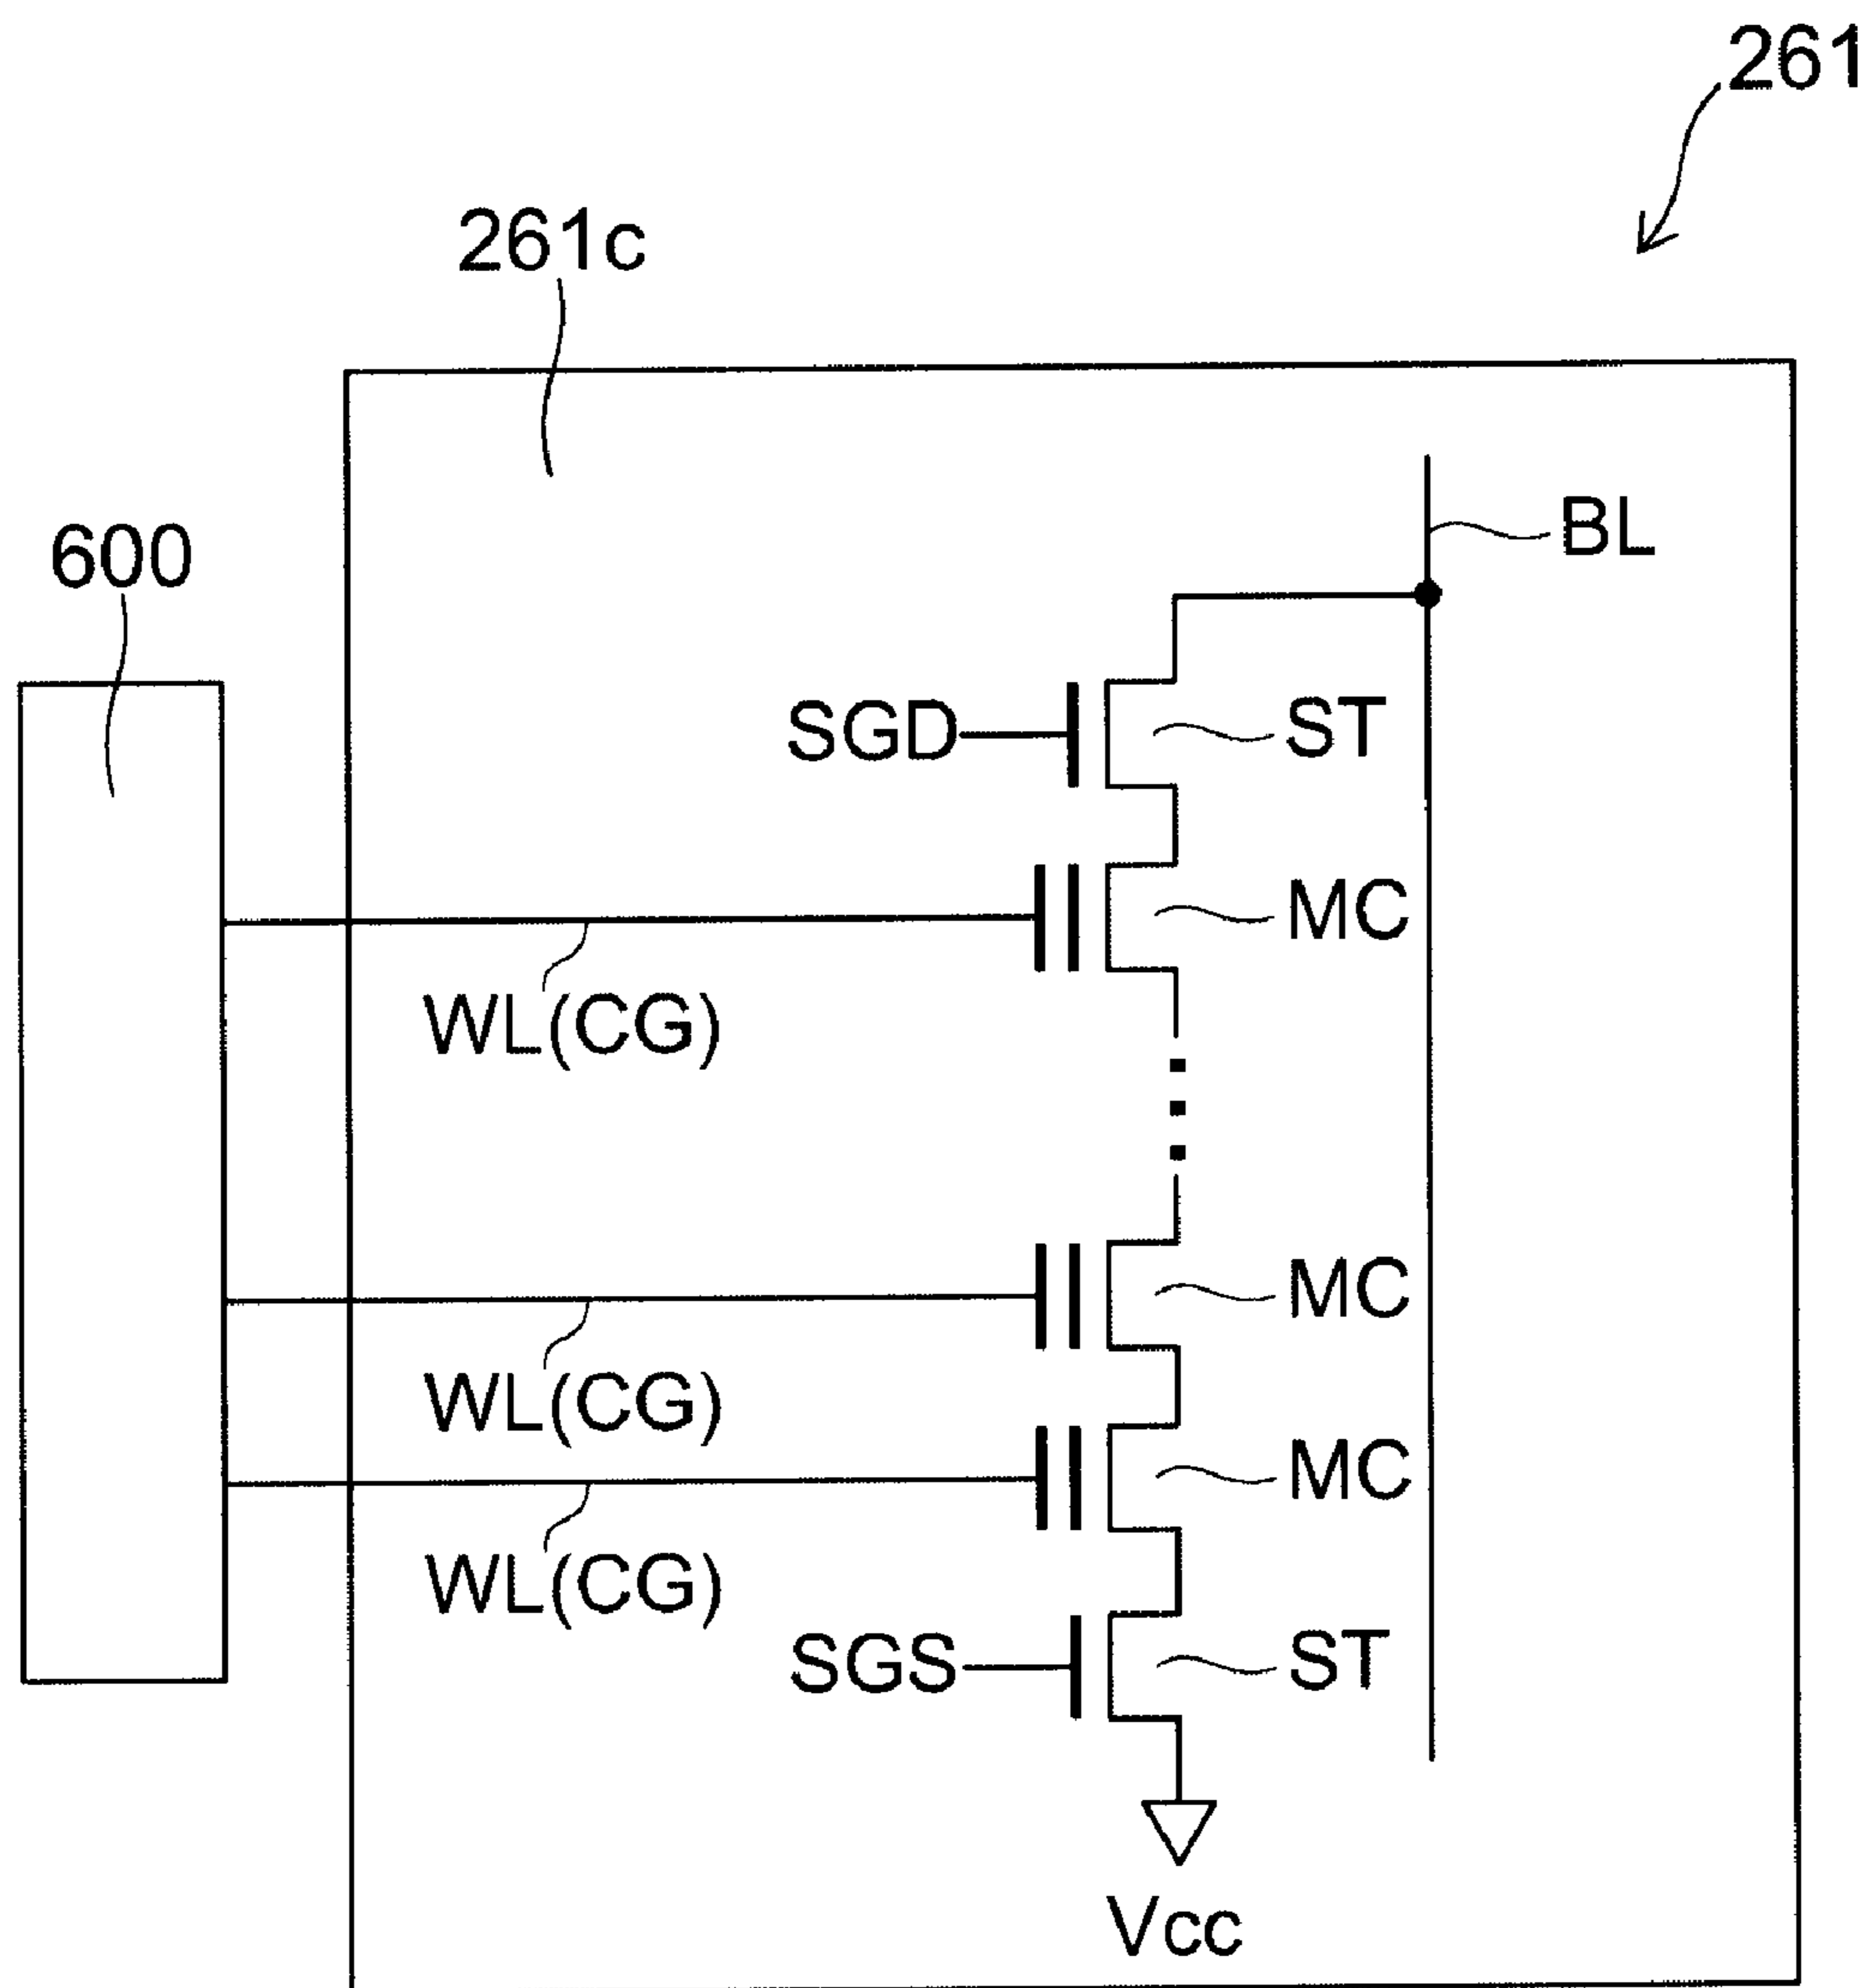 261
261c
600
BL
SGD
ST
MC
WL(CG)
MC
WL(CG)
MC
WL(CG)
SGS
ST
Vcc